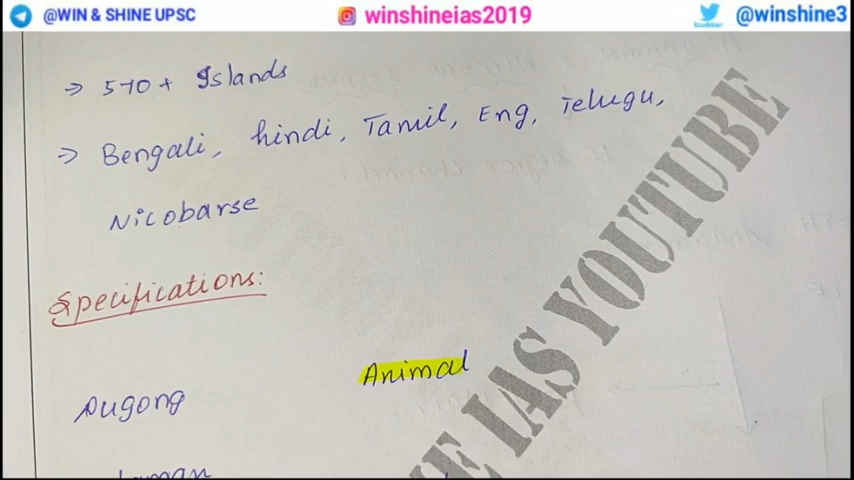 @WIN & SHINE UPSC
winshineias2019
@winshine3
⇒ 570+ Islands
⇒ Bengali, hindi, Tamil, Eng, Telugu,
Nicobarse
Specifications:
Animal
Dugong
IAS YOUTUBE